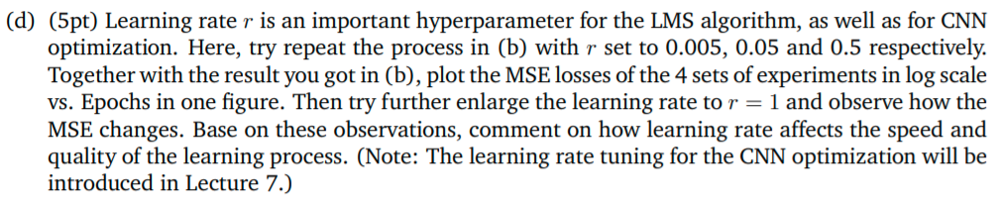 (d) (5pt) Learning rate r is an important hyperparameter for the LMS algorithm, as well as for CNN
optimization. Here, try repeat the process in (b) with r set to 0.005, 0.05 and 0.5 respectively.
Together with the result you got in (b), plot the MSE losses of the 4 sets of experiments in log scale
vs. Epochs in one figure. Then try further enlarge the learning rate to r = 1 and observe how the
MSE changes. Base on these observations, comment on how learning rate affects the speed and
quality of the learning process. (Note: The learning rate tuning for the CNN optimization will be
introduced in Lecture 7.)